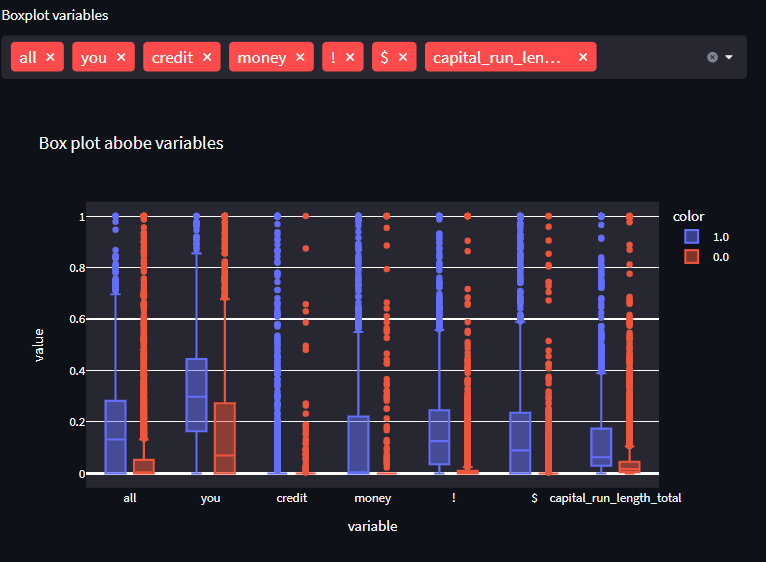 Boxplot variables
all × you × credit × money × ! × $ × capital_run_len... ×
Box plot abobe variables
color
1.0
0.0
1
0.8
0.6
0.4
0.2
0
value
all you credit money ! $ capital_run_length_total
variable